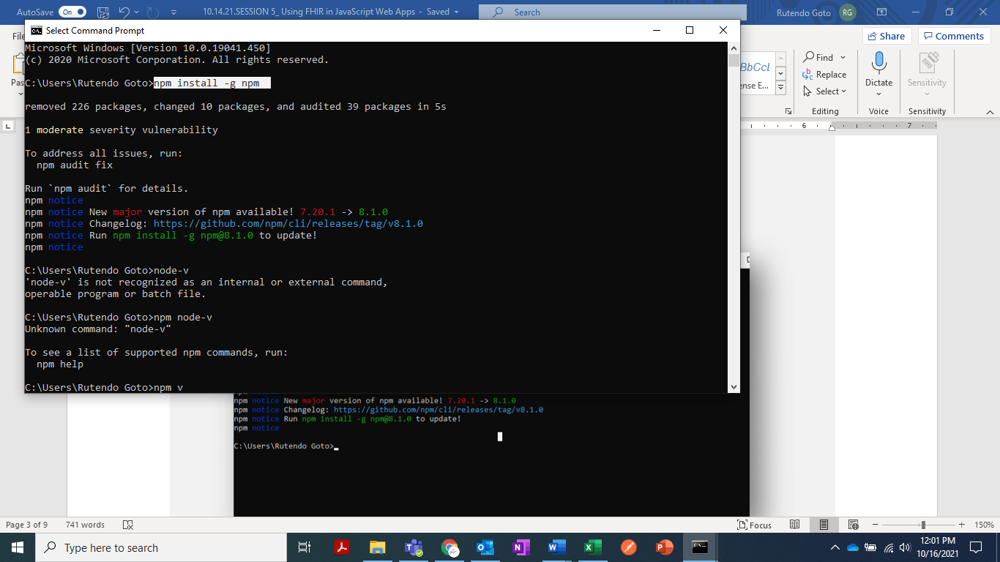 AutoSave On 10.14.21.SESSION 5_ Using FHIR in JavaScript Web Apps - Saved Search Rutendo Goto RG
Select Command Prompt
File
Share Comments
Microsoft Windows [Version 10.0.19041.450]
(c) 2020 Microsoft Corporation. All rights reserved.
C:\Users\Rutendo Goto>npm install -g npm
removed 226 packages, changed 10 packages, and audited 39 packages in 5s
1 moderate severity vulnerability
To address all issues, run:
npm audit fix
Run `npm audit` for details.
npm notice
npm notice New major version of npm available! 7.20.1 -> 8.1.0
npm notice Changelog: https://github.com/npm/cli/releases/tag/v8.1.0
npm notice Run npm install -g npm@8.1.0 to update!
npm notice
C:\Users\Rutendo Goto>node-v
'node-v' is not recognized as an internal or external command,
operable program or batch file.
C:\Users\Rutendo Goto>npm node-v
Unknown command: "node-v"
To see a list of supported npm commands, run:
npm help
C:\Users\Rutendo Goto>npm v
Pas
BbCcI
ense E...
Find
Replace
Select
Editing
Dictate
Voice
Sensitivity
Sensitivity
6 7
npm notice New major version of npm available! 7.20.1 -> 8.1.0
npm notice Changelog: https://github.com/npm/cli/releases/tag/v8.1.0
npm notice Run npm install -g npm@8.1.0 to update!
npm notice
C:\Users\Rutendo Goto>
Page 3 of 9 741 words Focus 150%
Type here to search
12:01 PM
10/16/2021